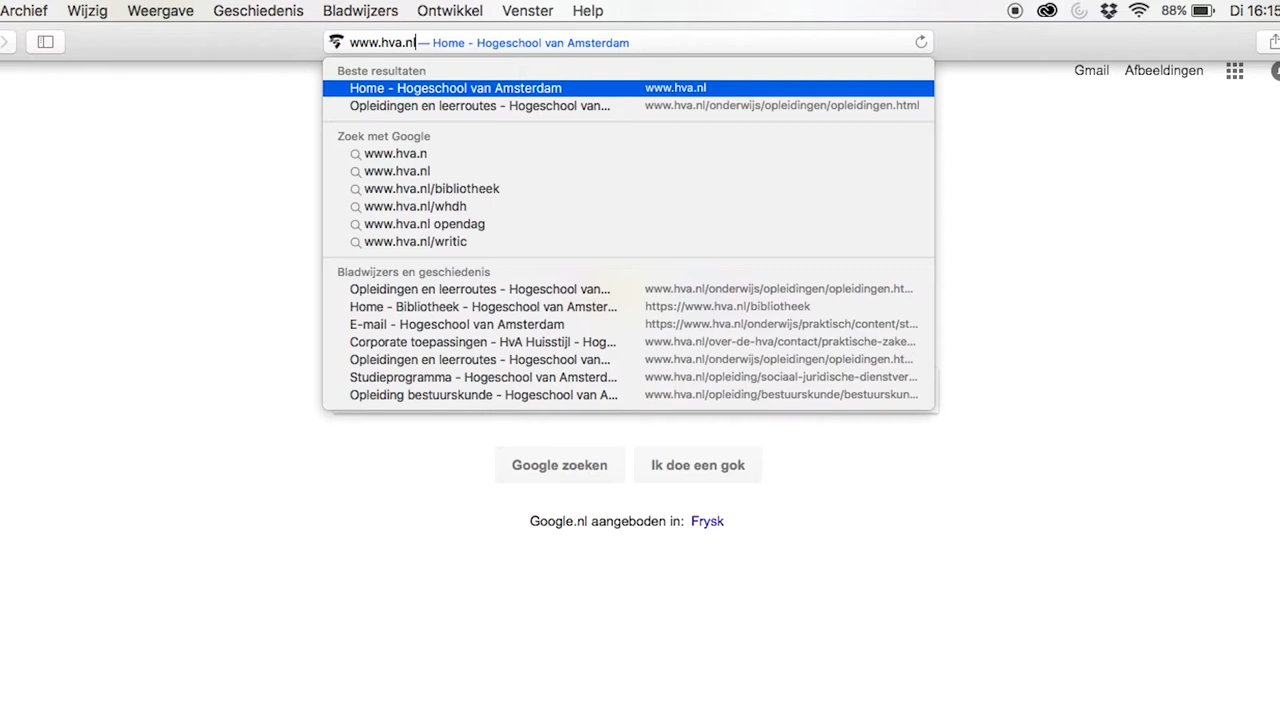 Archief Wijzig Weergave Geschiedenis Bladwijzers Ontwikkel Venster Help 88% Di 16:15
www.hva.nl — Home - Hogeschool van Amsterdam
Gmail Afbeeldingen
Beste resultaten
Home - Hogeschool van Amsterdam www.hva.nl
Opleidingen en leerroutes - Hogeschool van... www.hva.nl/onderwijs/opleidingen/opleidingen.html
Zoek met Google
www.hva.n
www.hva.nl
www.hva.nl/bibliotheek
www.hva.nl/whdh
www.hva.nl opendag
www.hva.nl/writic
Bladwijzers en geschiedenis
Opleidingen en leerroutes - Hogeschool van... www.hva.nl/onderwijs/opleidingen/opleidingen.ht...
Home - Bibliotheek - Hogeschool van Amster... https://www.hva.nl/bibliotheek
E-mail - Hogeschool van Amsterdam https://www.hva.nl/onderwijs/praktisch/content/st...
Corporate toepassingen - HvA Huisstijl - Hog... www.hva.nl/over-de-hva/contact/praktische-zake...
Opleidingen en leerroutes - Hogeschool van... www.hva.nl/onderwijs/opleidingen/opleidingen.ht...
Studieprogramma - Hogeschool van Amsterd... www.hva.nl/opleiding/sociaal-juridische-dienstver...
Opleiding bestuurskunde - Hogeschool van A... www.hva.nl/opleiding/bestuurskunde/bestuurskun...
Google zoeken Ik doe een gok
Google.nl aangeboden in: Frysk